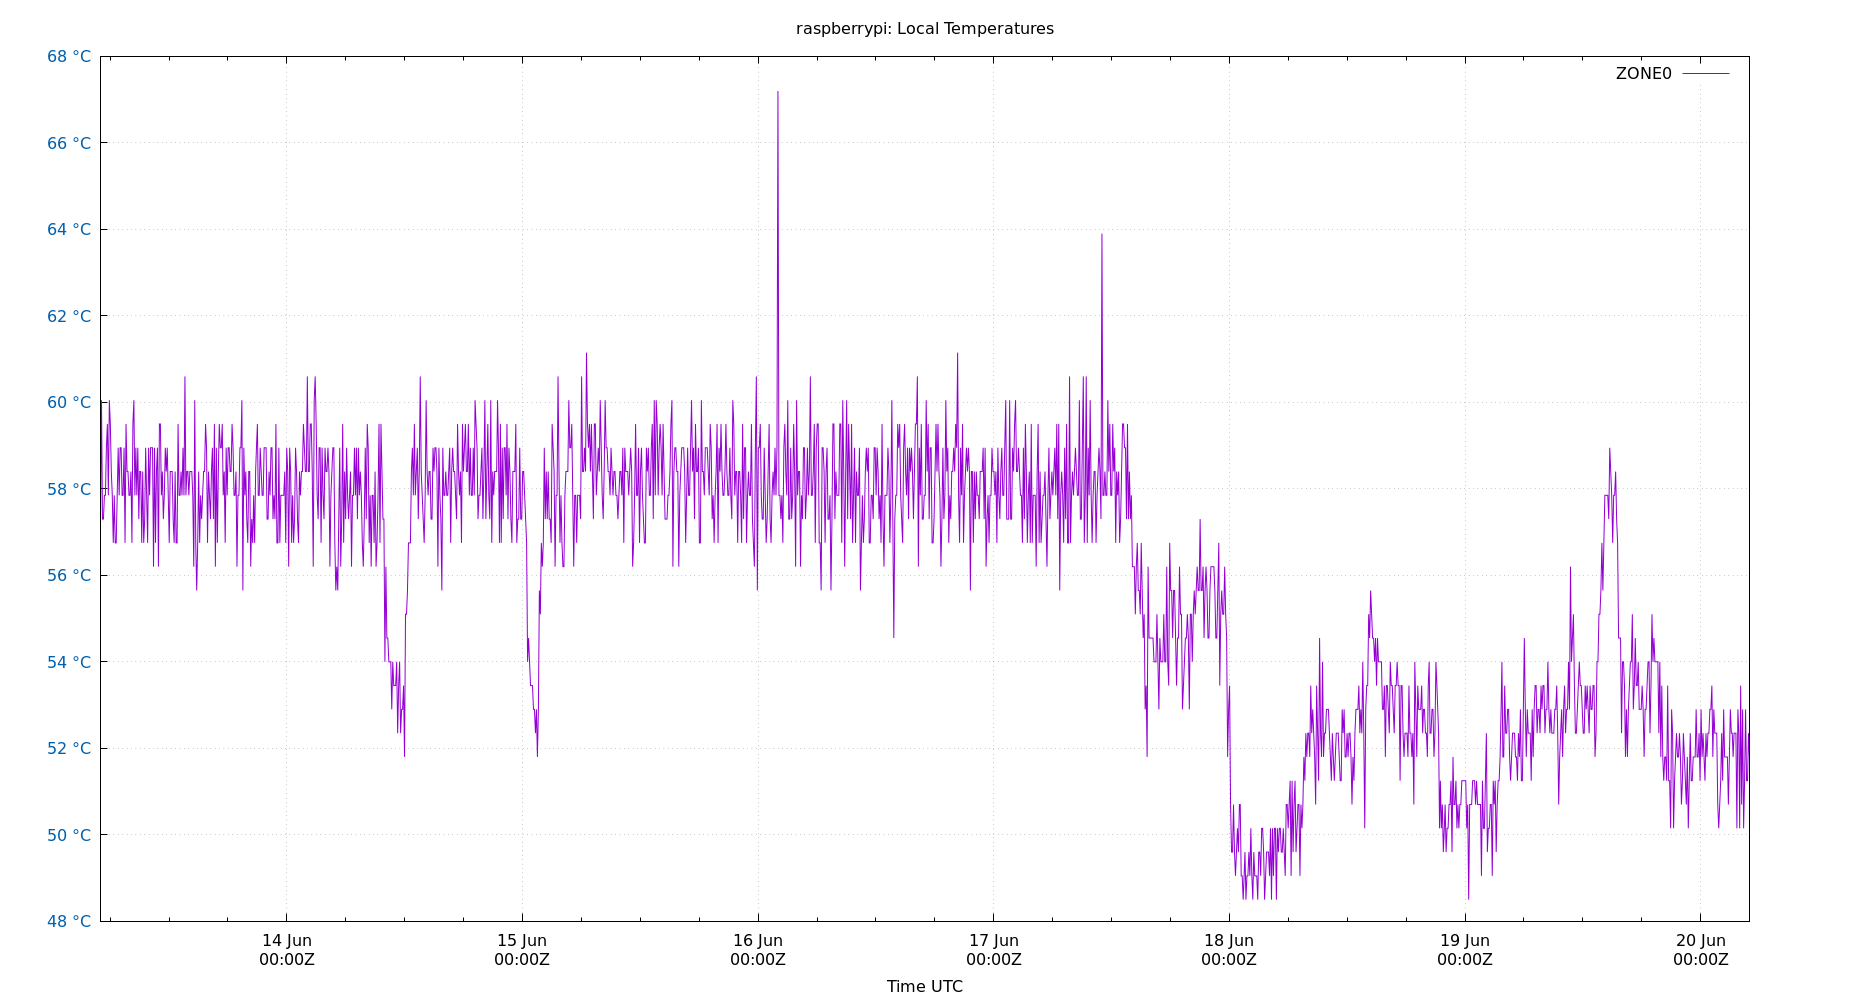 raspberrypi: Local Temperatures
ZONE0
68 °C
66 °C
64 °C
62 °C
60 °C
58 °C
56 °C
54 °C
52 °C
50 °C
48 °C
14 Jun 15 Jun 16 Jun 17 Jun 18 Jun 19 Jun 20 Jun
00:00Z 00:00Z 00:00Z 00:00Z 00:00Z 00:00Z 00:00Z
Time UTC